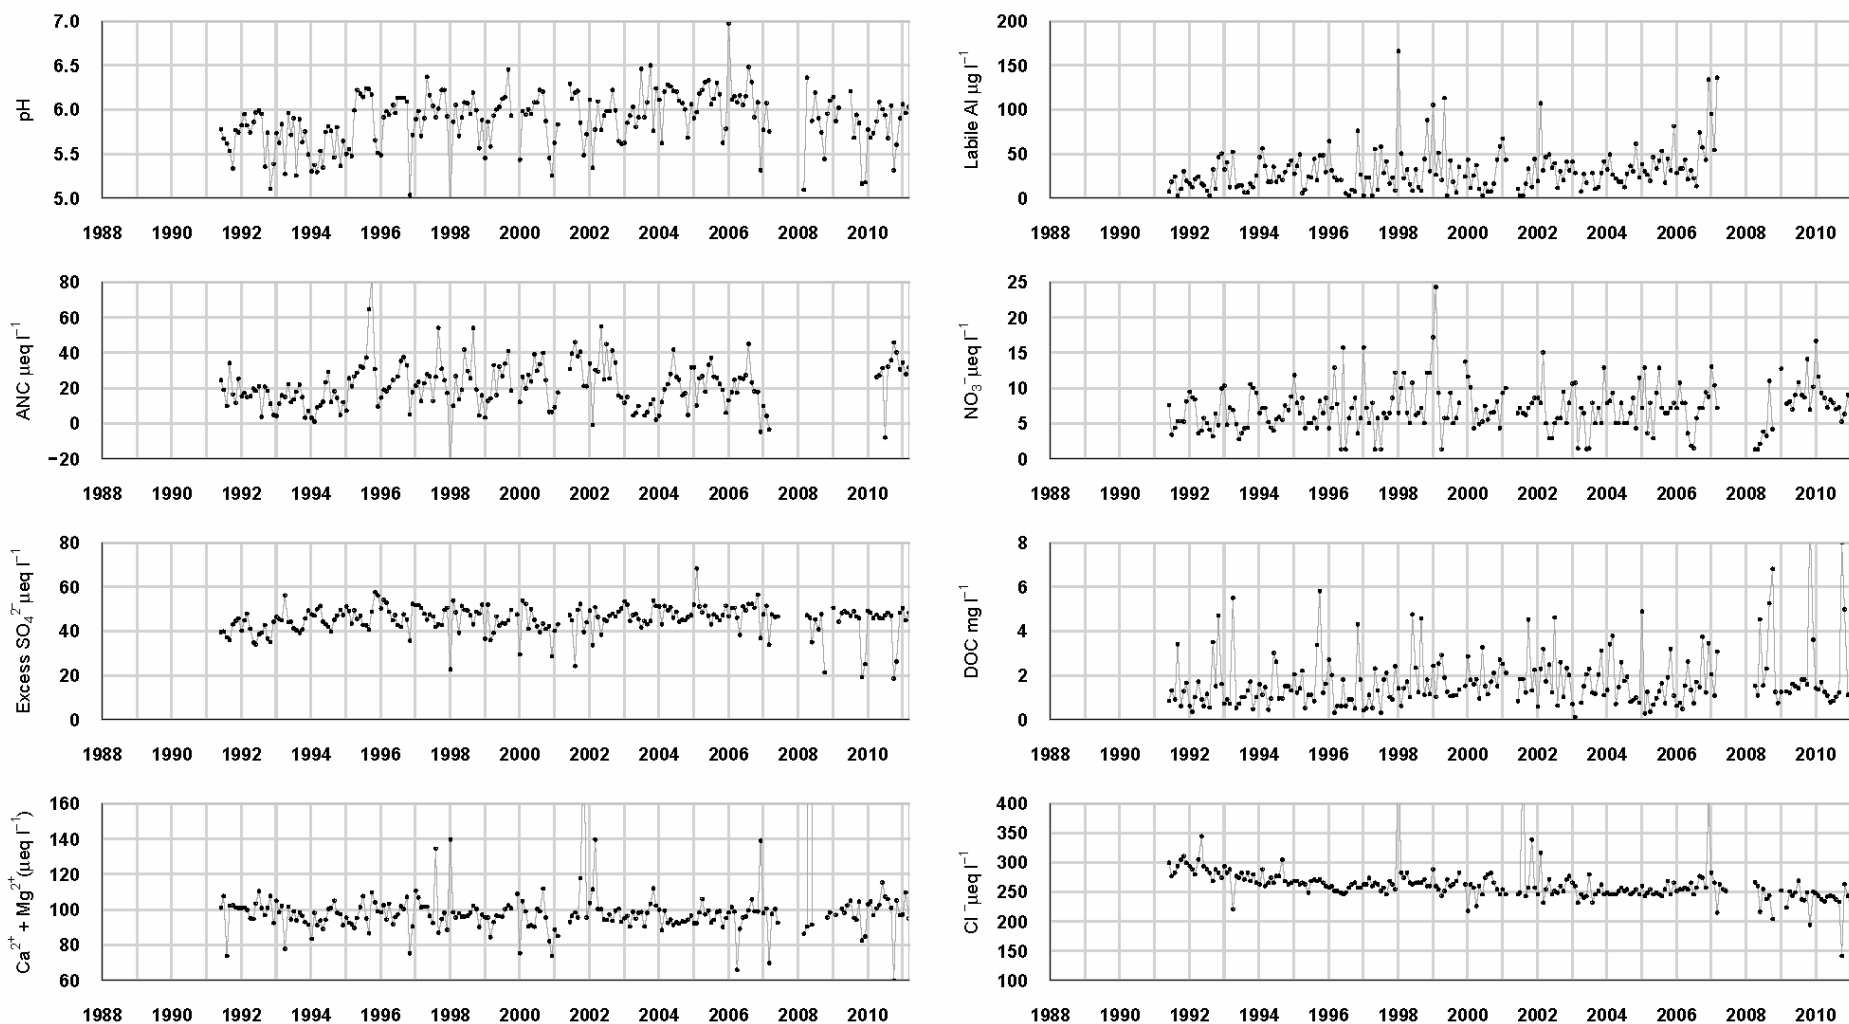 7.0
6.5
6.0
5.5
5.0
pH
1988 1990 1992 1994 1996 1998 2000 2002 2004 2006 2008 2010
200
150
100
50
0
Labile Al µg l⁻¹
1988 1990 1992 1994 1996 1998 2000 2002 2004 2006 2008 2010
80
60
40
20
0
−20
ANC µeq l⁻¹
1988 1990 1992 1994 1996 1998 2000 2002 2004 2006 2008 2010
25
20
15
10
5
0
NO₃⁻ µeq l⁻¹
1988 1990 1992 1994 1996 1998 2000 2002 2004 2006 2008 2010
80
60
40
20
0
Excess SO₄²⁻ µeq l⁻¹
1988 1990 1992 1994 1996 1998 2000 2002 2004 2006 2008 2010
8
6
4
2
0
DOC mg l⁻¹
1988 1990 1992 1994 1996 1998 2000 2002 2004 2006 2008 2010
160
140
120
100
80
60
Ca²⁺ + Mg²⁺ (µeq l⁻¹)
1988 1990 1992 1994 1996 1998 2000 2002 2004 2006 2008 2010
400
350
300
250
200
150
100
Cl⁻ µeq l⁻¹
1988 1990 1992 1994 1996 1998 2000 2002 2004 2006 2008 2010